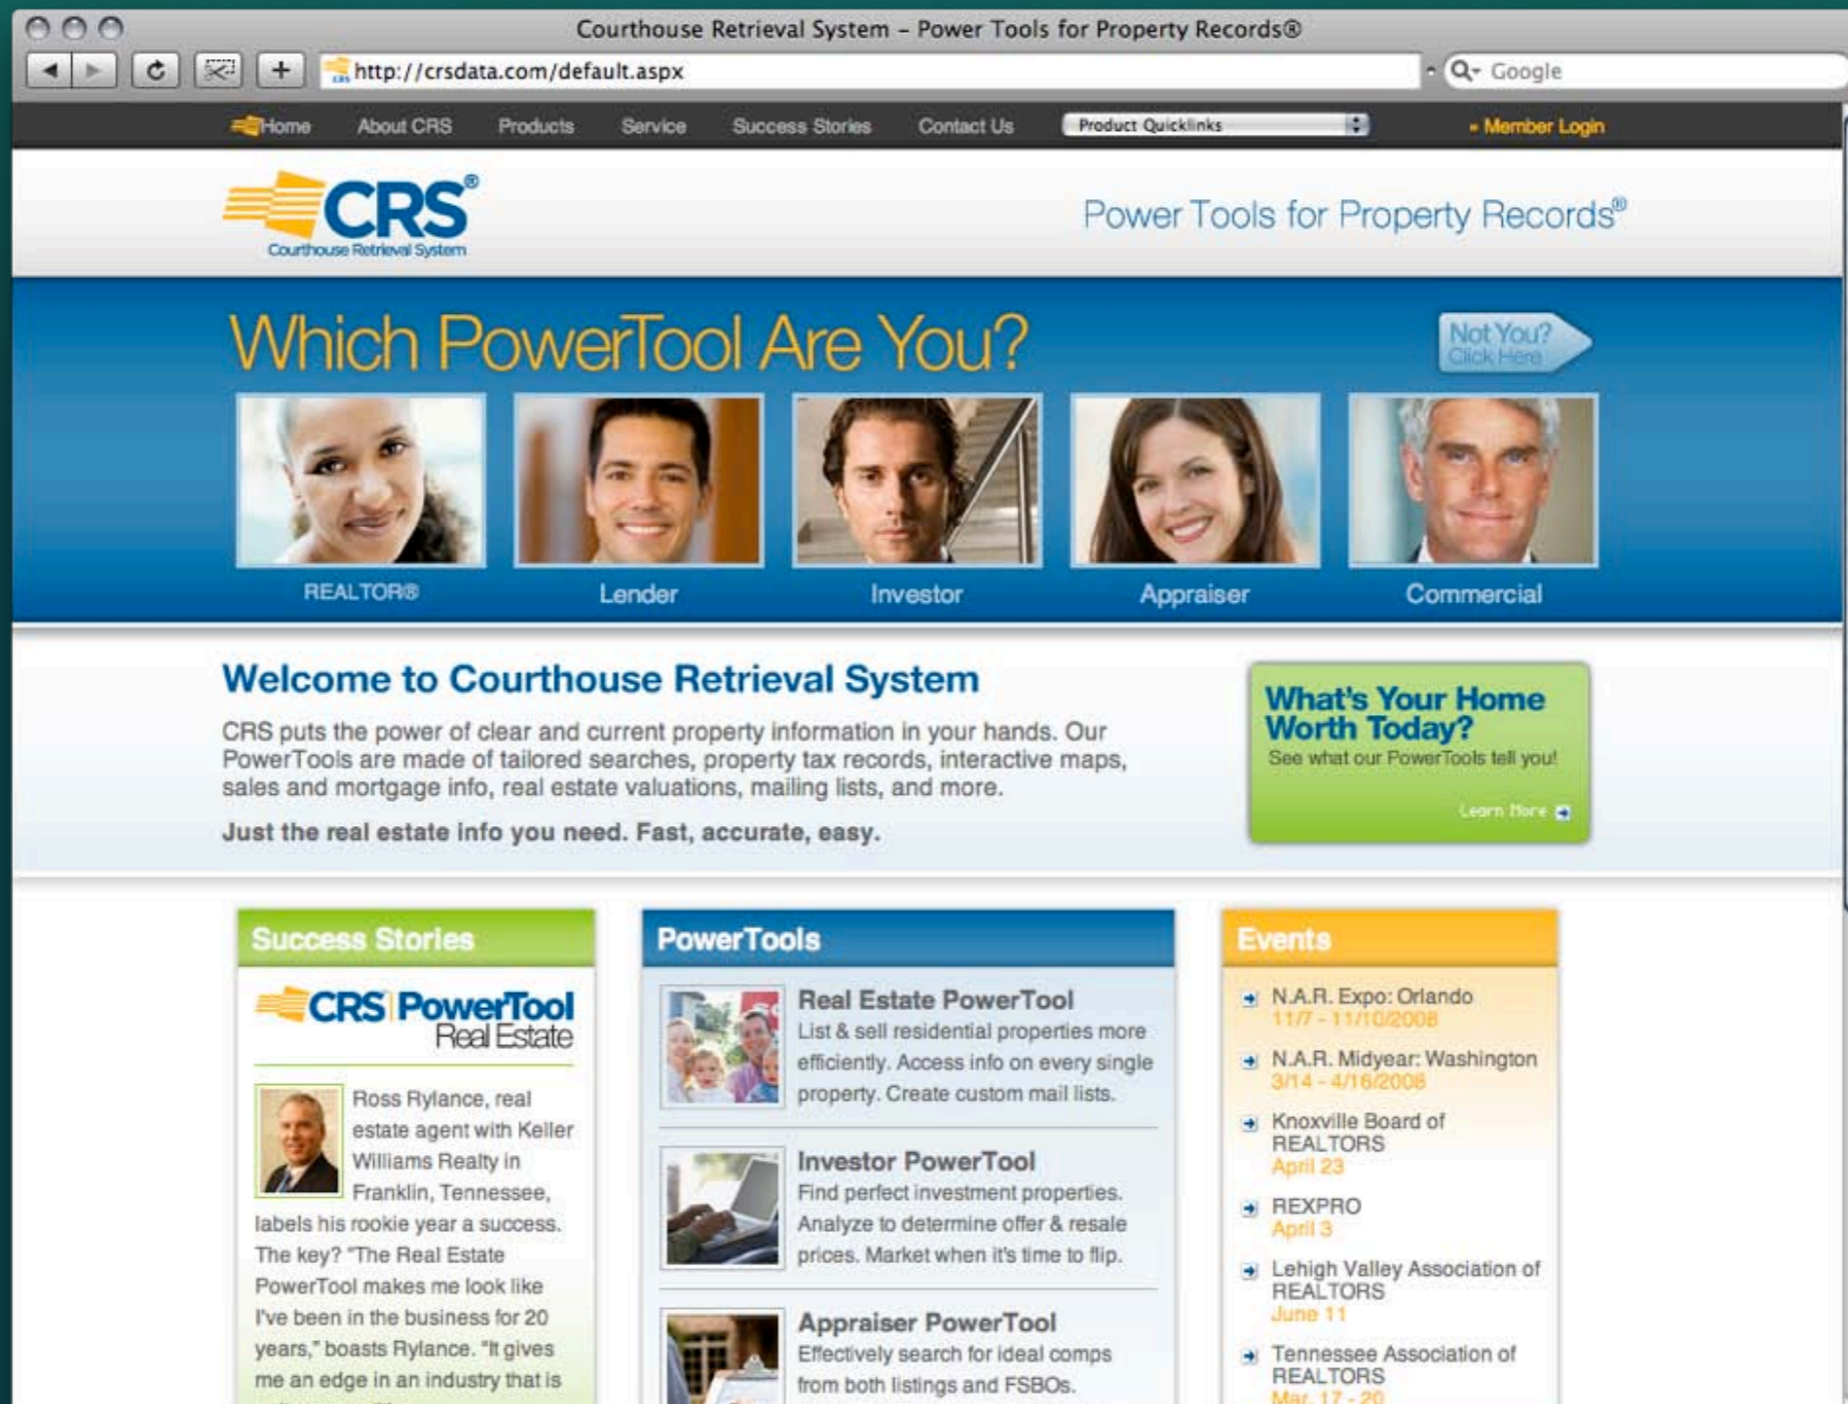 Courthouse Retrieval System – Power Tools for Property Records®
http://crsdata.com/default.aspx
Google
Home About CRS Products Service Success Stories Contact Us Product Quicklinks » Member Login
CRS®
Courthouse Retrieval System
Power Tools for Property Records®
Which PowerTool Are You?
Not You?
Click Here
REALTOR® Lender Investor Appraiser Commercial
Welcome to Courthouse Retrieval System
CRS puts the power of clear and current property information in your hands. Our
PowerTools are made of tailored searches, property tax records, interactive maps,
sales and mortgage info, real estate valuations, mailing lists, and more.
Just the real estate info you need. Fast, accurate, easy.
What's Your Home
Worth Today?
See what our PowerTools tell you!
Learn More
Success Stories
CRS PowerTool
Real Estate
Ross Rylance, real
estate agent with Keller
Williams Realty in
Franklin, Tennessee,
labels his rookie year a success.
The key? "The Real Estate
PowerTool makes me look like
I've been in the business for 20
years," boasts Rylance. "It gives
me an edge in an industry that is
PowerTools
Real Estate PowerTool
List & sell residential properties more
efficiently. Access info on every single
property. Create custom mail lists.
Investor PowerTool
Find perfect investment properties.
Analyze to determine offer & resale
prices. Market when it's time to flip.
Appraiser PowerTool
Effectively search for ideal comps
from both listings and FSBOs.
Events
N.A.R. Expo: Orlando
11/7 - 11/10/2008
N.A.R. Midyear: Washington
3/14 - 4/16/2008
Knoxville Board of
REALTORS
April 23
REXPRO
April 3
Lehigh Valley Association of
REALTORS
June 11
Tennessee Association of
REALTORS
Mar. 17 - 20